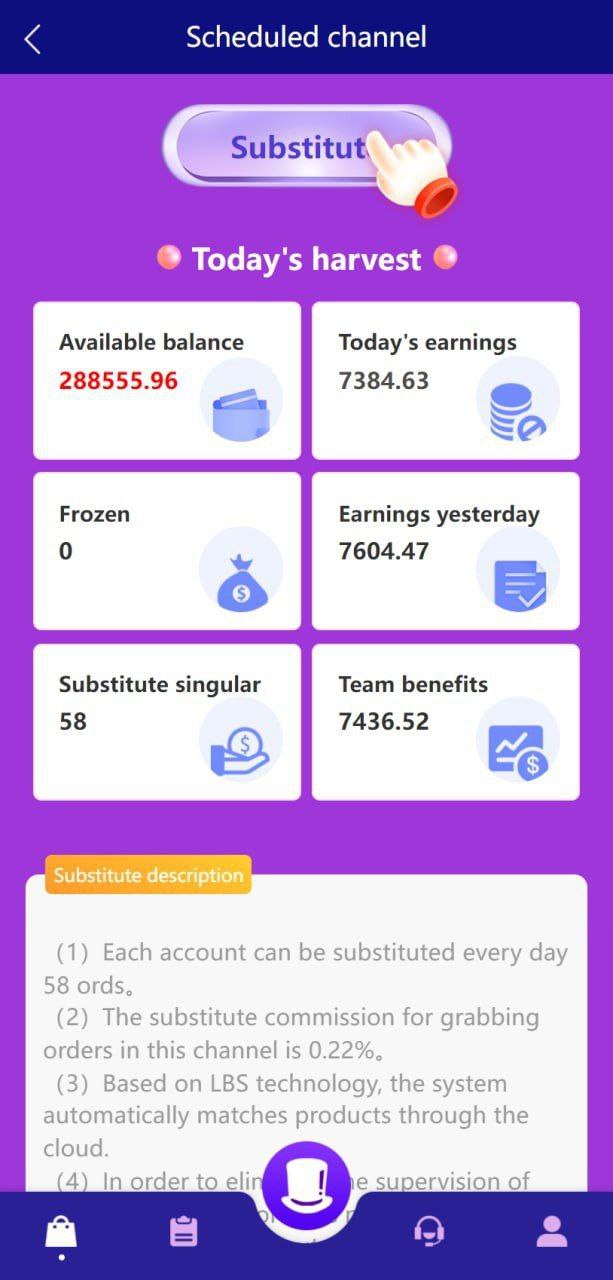 Scheduled channel
Substitut
Today's harvest
Available balance
288555.96
Today's earnings
7384.63
Frozen
0
Earnings yesterday
7604.47
Substitute singular
58
Team benefits
7436.52
Substitute description
（1）Each account can be substituted every day
58 ords。
（2）The substitute commission for grabbing
orders in this channel is 0.22%。
（3）Based on LBS technology, the system
automatically matches products through the
cloud.
（4）In order to supervision of